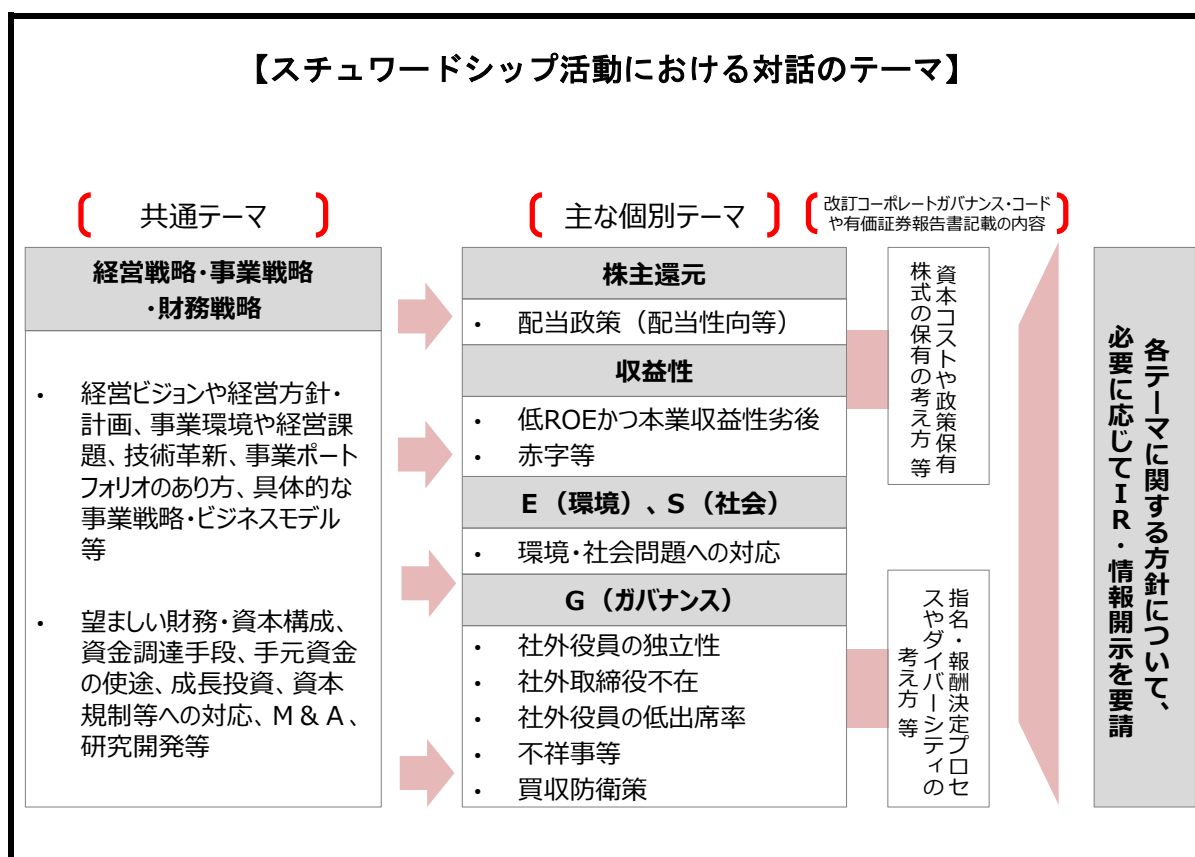 【スチュワードシップ活動における対話のテーマ】
共通テーマ
経営戦略・事業戦略
・財務戦略
・ 経営ビジョンや経営方針・
計画、事業環境や経営課
題、技術革新、事業ポート
フォリオのあり方、具体的な
事業戦略・ビジネスモデル
等
・ 望ましい財務・資本構成、
資金調達手段、手元資金
の使途、成長投資、資本
規制等への対応、M & A、
研究開発等
主な個別テーマ
株主還元
・ 配当政策（配当性向等）
収益性
・ 低ROEかつ本業収益性劣後
・ 赤字等
E（環境）、S（社会）
・ 環境・社会問題への対応
G（ガバナンス）
・ 社外役員の独立性
・ 社外取締役不在
・ 社外役員の低出席率
・ 不祥事等
・ 買収防衛策
改訂コーポレートガバナンス・コード
や有価証券報告書記載の内容
資本コストや政策保有
株式の保有の考え方 等
指名・報酬決定プロセ
スやダイバーシティの
考え方 等
各テーマに関する方針について、
必要に応じてIR・情報開示を要請